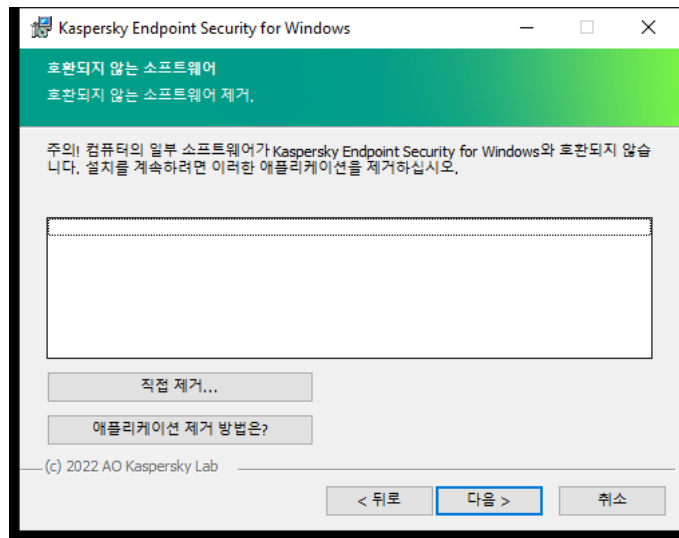 Kaspersky Endpoint Security for Windows
호환되지 않는 소프트웨어
호환되지 않는 소프트웨어 제거.
주의! 컴퓨터의 일부 소프트웨어가 Kaspersky Endpoint Security for Windows와 호환되지 않습
니다. 설치를 계속하려면 이러한 애플리케이션을 제거하십시오.
직접 제거...
애플리케이션 제거 방법은?
(c) 2022 AO Kaspersky Lab
< 뒤로
다음 >
취소